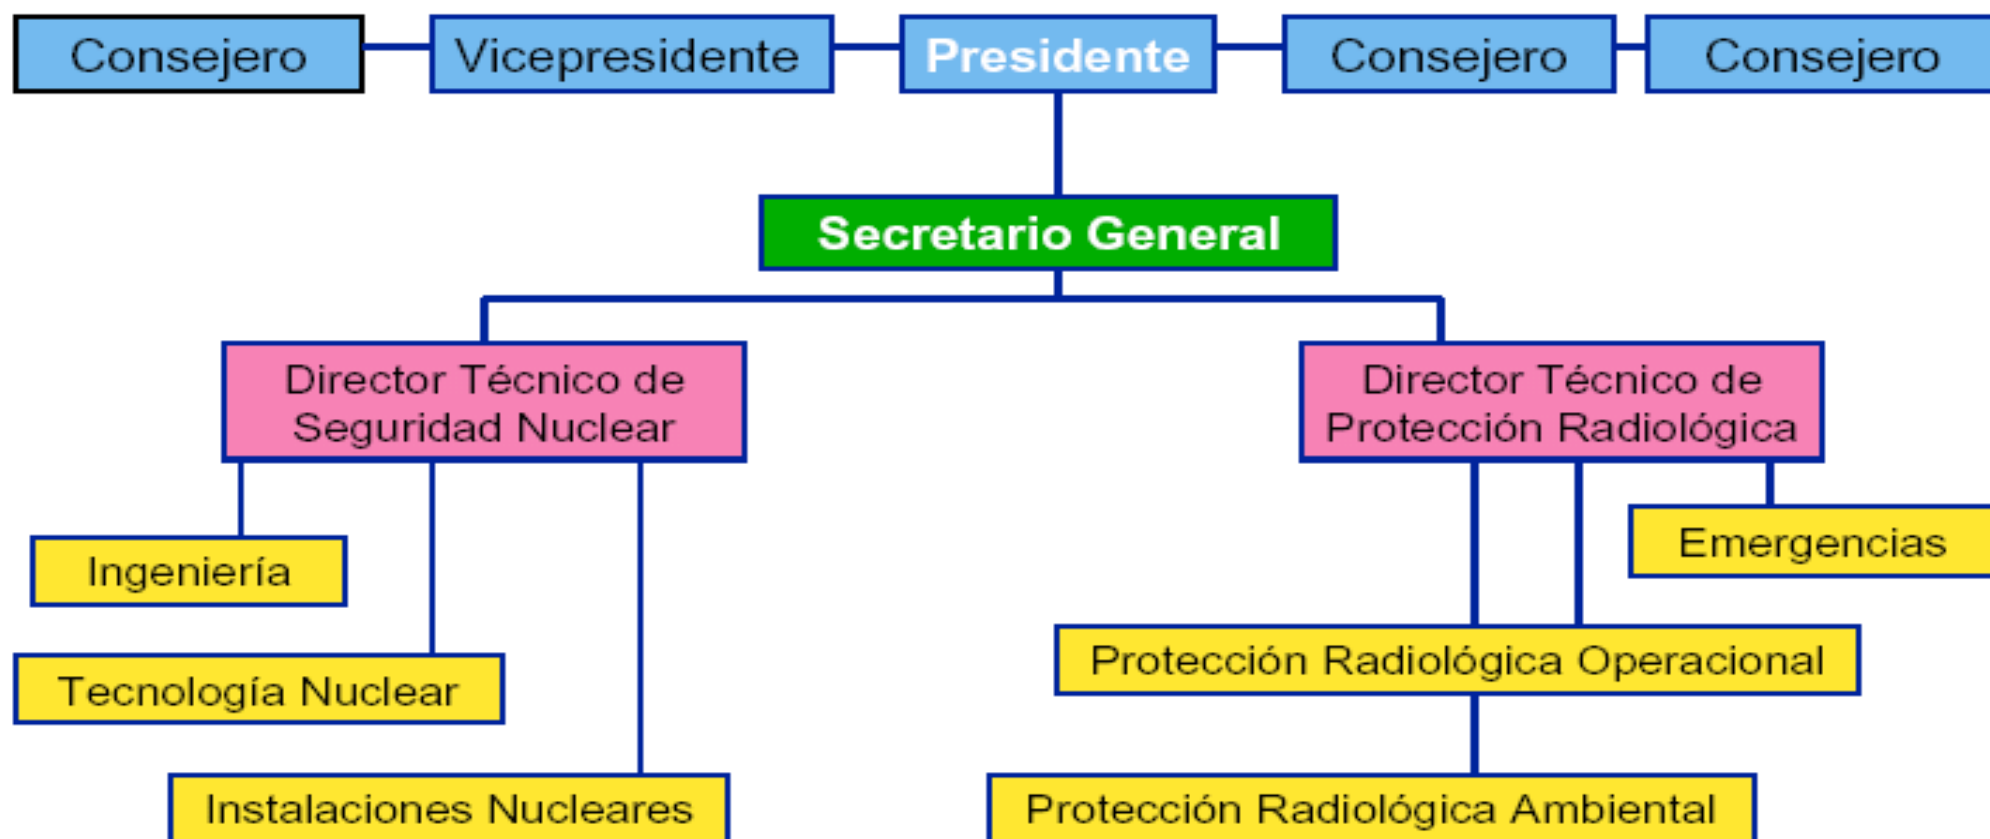 Consejero
Vicepresidente
Presidente
Consejero
Consejero
Secretario General
Director Técnico de
Seguridad Nuclear
Director Técnico de
Protección Radiológica
Ingeniería
Emergencias
Tecnología Nuclear
Protección Radiológica Operacional
Instalaciones Nucleares
Protección Radiológica Ambiental